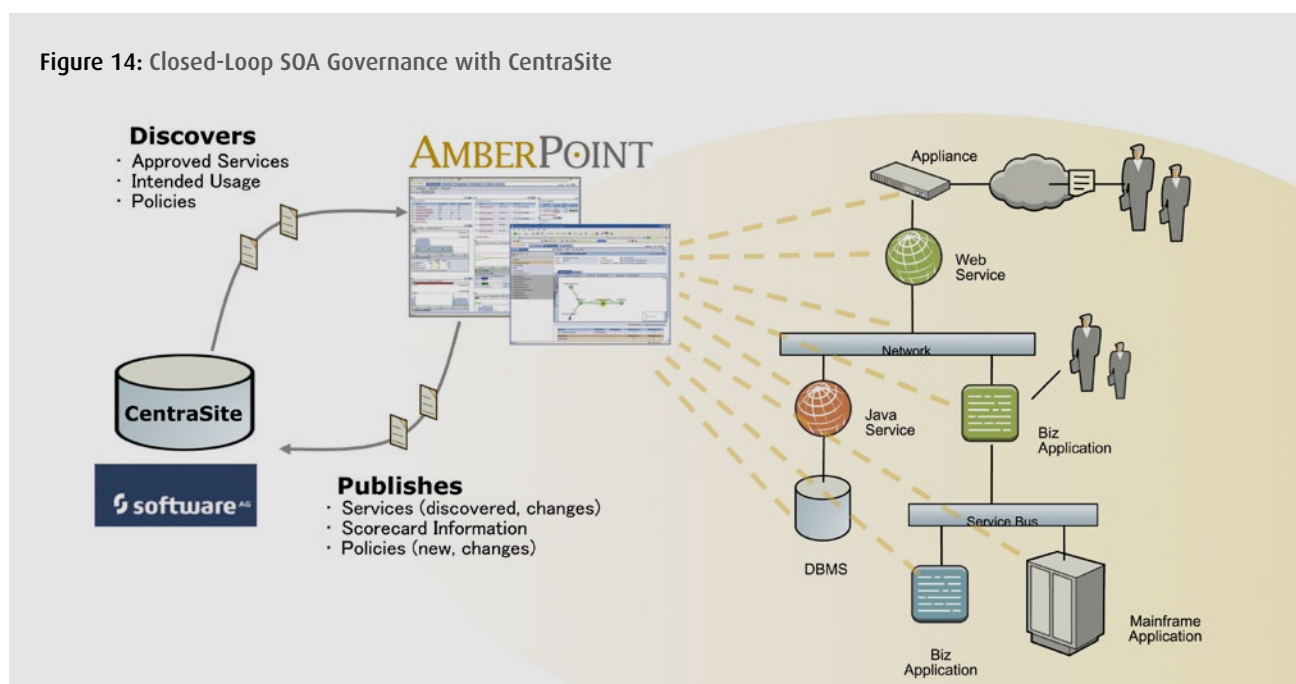 Figure 14: Closed-Loop SOA Governance with CentraSite
Discovers
· Approved Services
· Intended Usage
· Policies
AMBERPOINT
CentraSite
software AG
Publishes
· Services (discovered, changes)
· Scorecard Information
· Policies (new, changes)
Appliance
Web
Service
Network
Java
Service
Biz
Application
Service Bus
DBMS
Biz
Application
Mainframe
Application